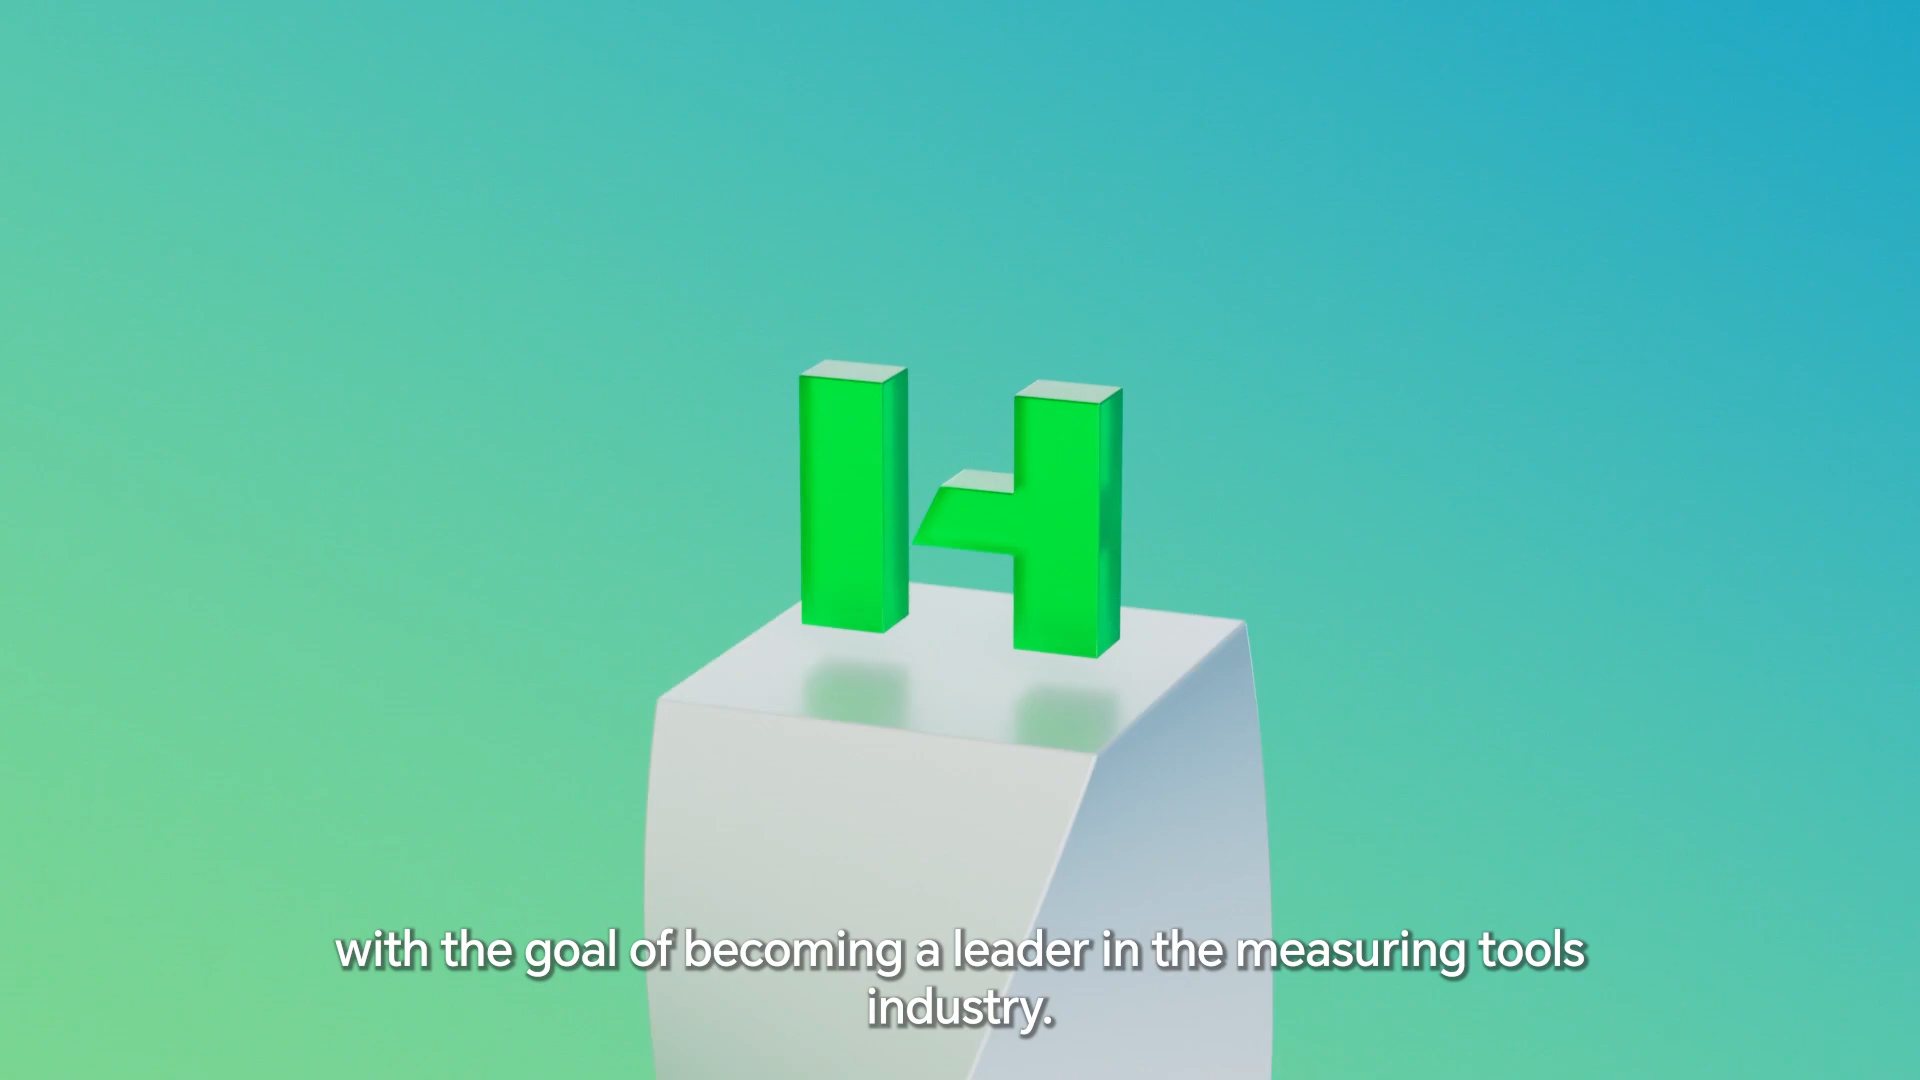 H
with the goal of becoming a leader in the measuring tools
industry.